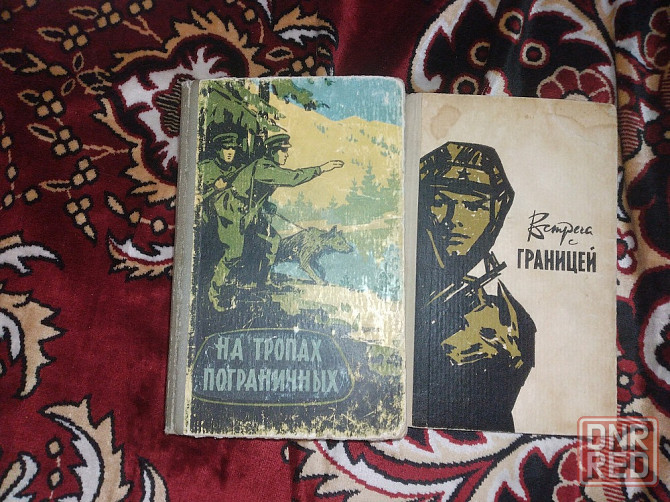 НА ТРОПАХ
ПОГРАНИЧНЫХ
Встреча
с
ГРАНИЦЕЙ
DNR
RED